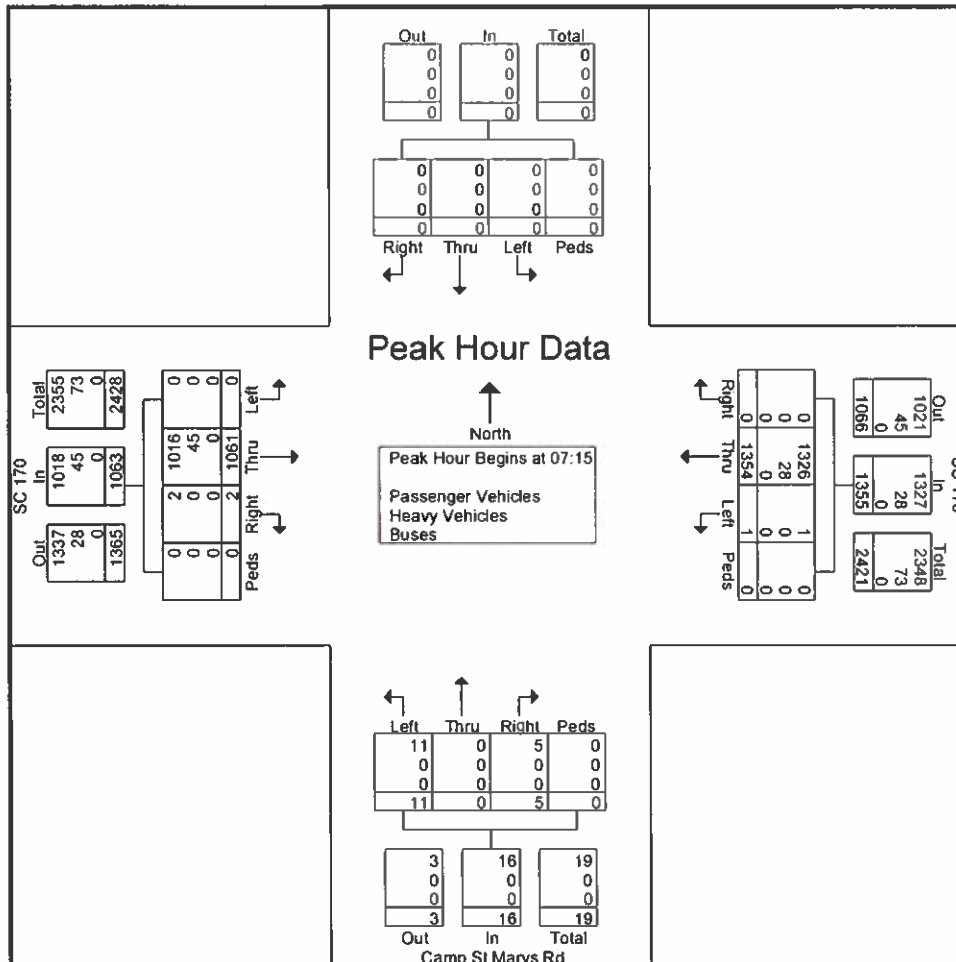 Out In Total
0 0 0
0 0 0
0 0 0
0 0 0
0 0 0 0
0 0 0 0
0 0 0 0
0 0 0 0
Right Thru Left Peds
Peak Hour Data
North
Peak Hour Begins at 07:15
Passenger Vehicles
Heavy Vehicles
Buses
SC 170
Total
2355
73
0
2428
In
1018
45
0
1063
Out
1337
28
0
1365
Left
0
0
0
0
Thru
1016
45
0
1061
Right
2
0
0
2
Peds
0
0
0
0
Right
0
0
0
0
Thru
1326
28
0
1354
Left
1
0
0
1
Peds
0
0
0
0
Out
1021
45
0
1066
In
1327
28
0
1355
Total
2348
73
0
2421
Left Thru Right Peds
11 0 5 0
0 0 0 0
0 0 0 0
11 0 5 0
3 16 19
0 0 0
0 0 0
3 16 19
Out In Total
Camp St Marys Rd